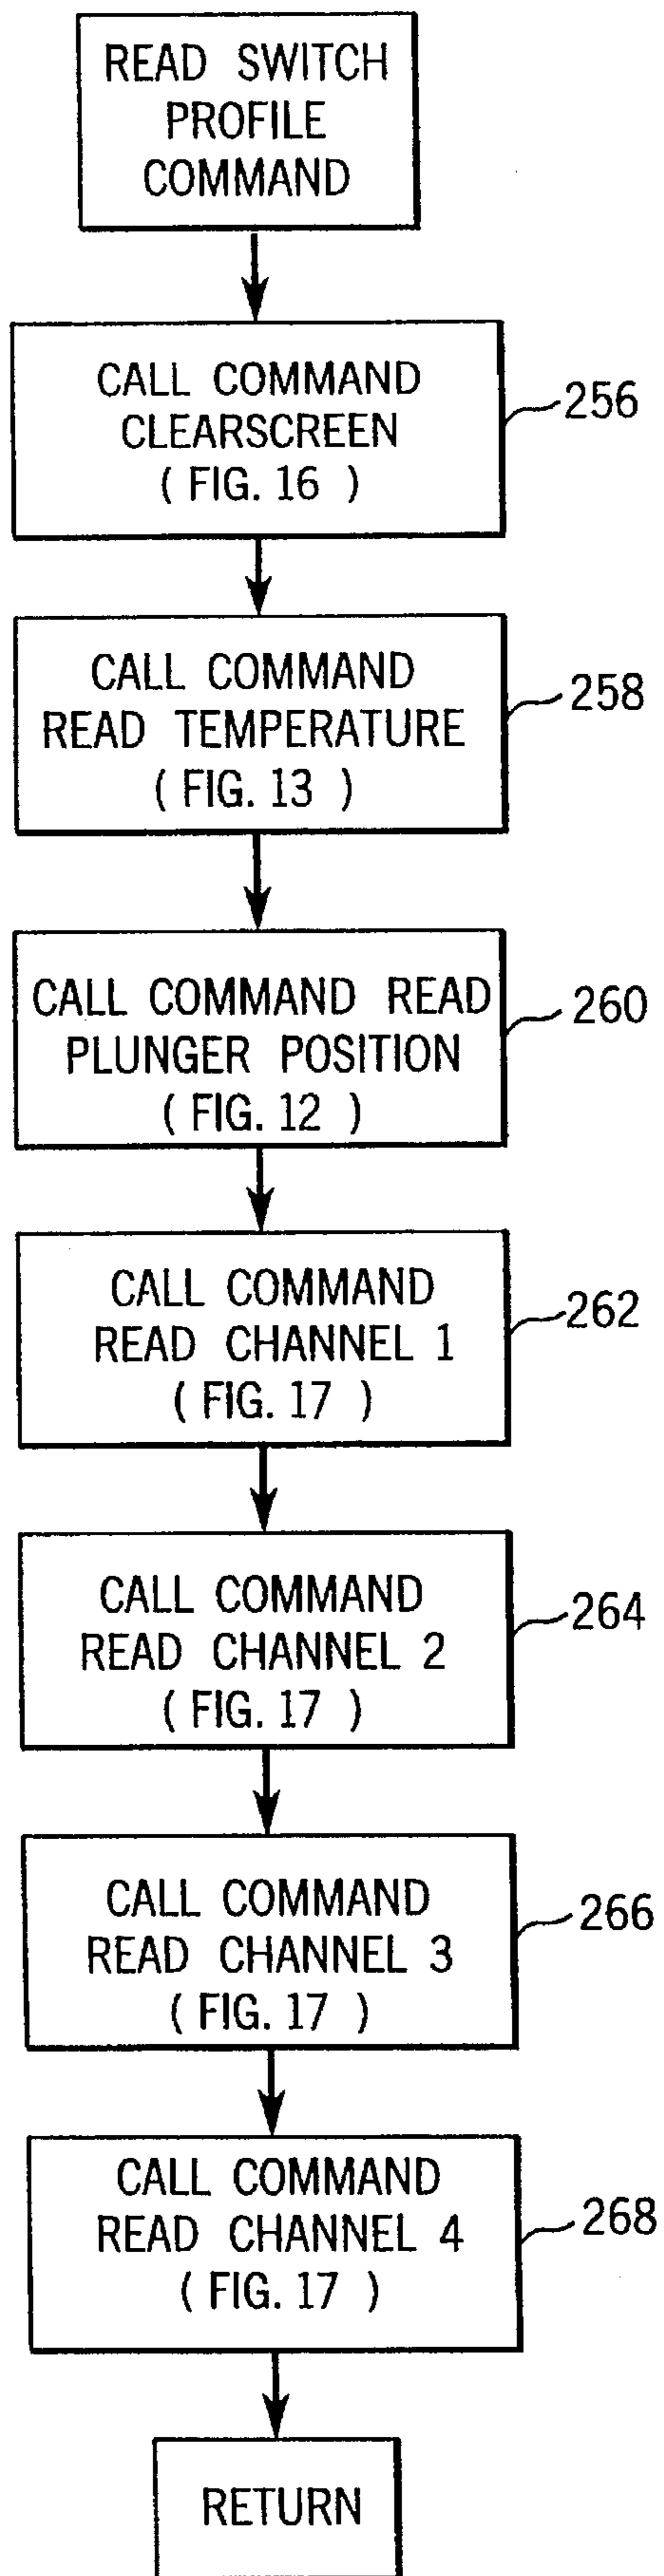 READ SWITCH
PROFILE
COMMAND
CALL COMMAND
CLEARSCREEN
( FIG. 16 )
256
CALL COMMAND
READ TEMPERATURE
( FIG. 13 )
258
CALL COMMAND READ
PLUNGER POSITION
( FIG. 12 )
260
CALL COMMAND
READ CHANNEL 1
( FIG. 17 )
262
CALL COMMAND
READ CHANNEL 2
( FIG. 17 )
264
CALL COMMAND
READ CHANNEL 3
( FIG. 17 )
266
CALL COMMAND
READ CHANNEL 4
( FIG. 17 )
268
RETURN